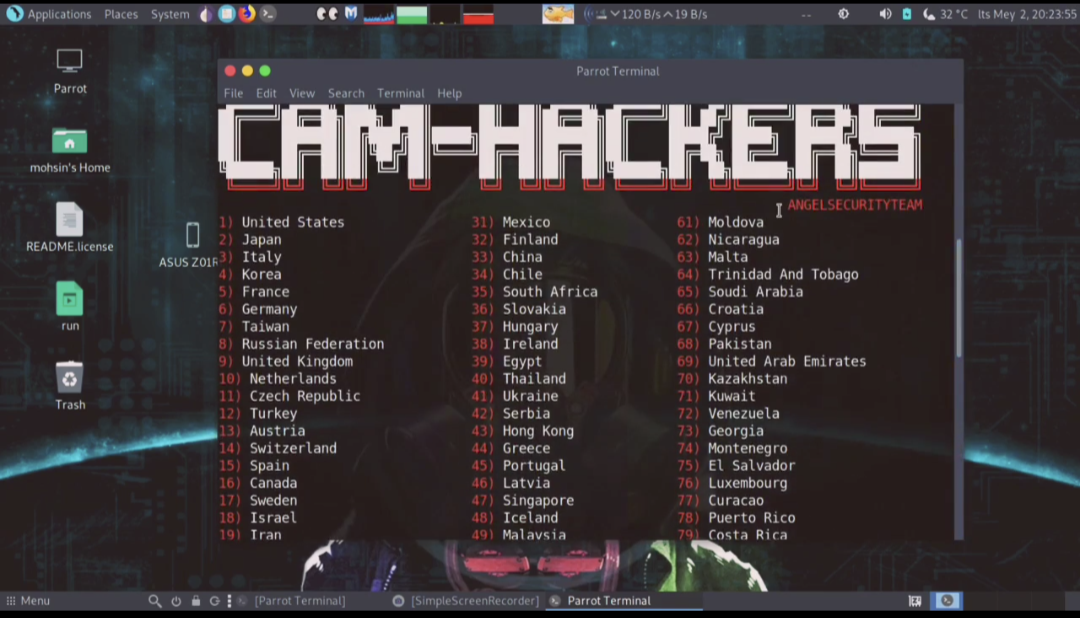 Applications Places System 120 B/s 19 B/s -- 32 °C Its Mey 2, 20:23:55
Parrot Terminal
File Edit View Search Terminal Help
Parrot
mohsin's Home
README.license
ASUS Z01R
run
Trash
CAM-HACKERS
ANGELSECURITYTEAM
1) United States 31) Mexico 61) Moldova
2) Japan 32) Finland 62) Nicaragua
3) Italy 33) China 63) Malta
4) Korea 34) Chile 64) Trinidad And Tobago
5) France 35) South Africa 65) Soudi Arabia
6) Germany 36) Slovakia 66) Croatia
7) Taiwan 37) Hungary 67) Cyprus
8) Russian Federation 38) Ireland 68) Pakistan
9) United Kingdom 39) Egypt 69) United Arab Emirates
10) Netherlands 40) Thailand 70) Kazakhstan
11) Czech Republic 41) Ukraine 71) Kuwait
12) Turkey 42) Serbia 72) Venezuela
13) Austria 43) Hong Kong 73) Georgia
14) Switzerland 44) Greece 74) Montenegro
15) Spain 45) Portugal 75) El Salvador
16) Canada 46) Latvia 76) Luxembourg
17) Sweden 47) Singapore 77) Curacao
18) Israel 48) Iceland 78) Puerto Rico
19) Iran 49) Malaysia 79) Costa Rica
Menu [Parrot Terminal] [SimpleScreenRecorder] Parrot Terminal